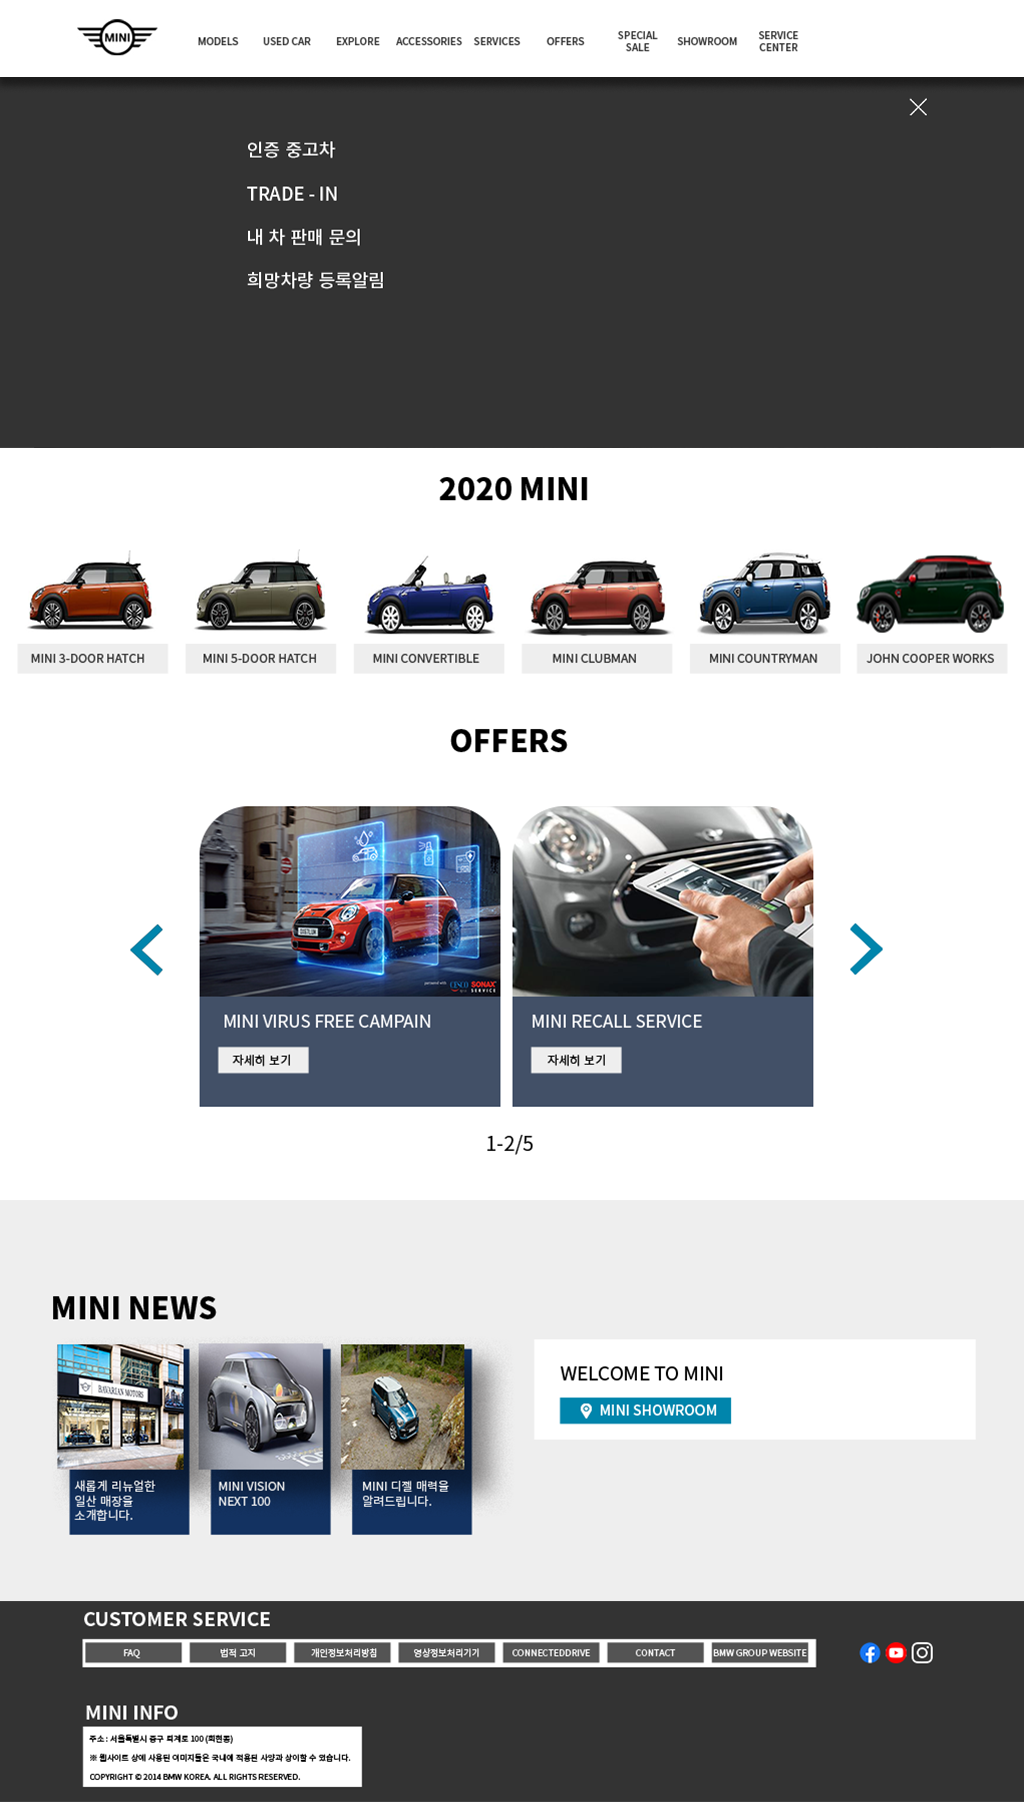 MINI
MODELS
USED CAR
EXPLORE
ACCESSORIES
SERVICES
OFFERS
SPECIAL
SALE
SHOWROOM
SERVICE
CENTER
인증 중고차
TRADE - IN
내 차 판매 문의
희망차량 등록알림
2020 MINI
MINI 3-DOOR HATCH
MINI 5-DOOR HATCH
MINI CONVERTIBLE
MINI CLUBMAN
MINI COUNTRYMAN
JOHN COOPER WORKS
OFFERS
SONAX
SERVICE
MINI VIRUS FREE CAMPAIN
자세히 보기
MINI RECALL SERVICE
자세히 보기
1-2/5
MINI NEWS
BAVARIAN MOTORS
새롭게 리뉴얼한
일산 매장을
소개합니다.
MINI VISION
NEXT 100
MINI 디젤 매력을
알려드립니다.
WELCOME TO MINI
MINI SHOWROOM
CUSTOMER SERVICE
FAQ
법적 고지
개인정보처리방침
영상정보처리기기
CONNECTEDDRIVE
CONTACT
BMW GROUP WEBSITE
MINI INFO
주소 : 서울특별시 중구 퇴계로 100 (회현동)
※ 웹사이트 상에 사용된 이미지들은 국내에 적용된 사양과 상이할 수 있습니다.
COPYRIGHT © 2014 BMW KOREA. ALL RIGHTS RESERVED.